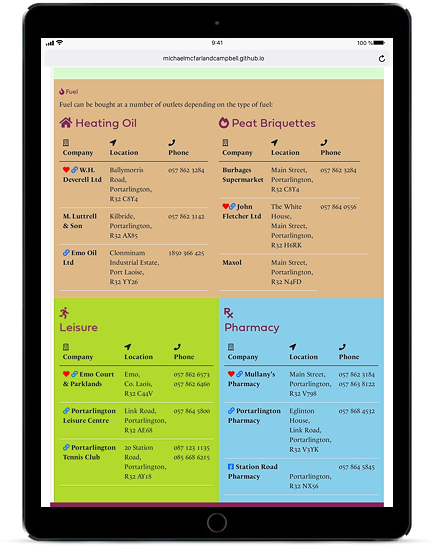 9:41
100 %
michaelmcfarlandcampbell.github.io
Fuel
Fuel can be bought at a number of outlets depending on the type of fuel:
Heating Oil
Company Location Phone
W.H. Deverell Ltd
Ballymorris Road, Portarlington, R32 C8Y4
057 862 3284
M. Luttrell & Son
Kilbride, Portarlington, R32 AX85
057 862 3142
Emo Oil Ltd
Clonminam Industrial Estate, Port Laoise, R32 YY26
1850 366 425
Peat Briquettes
Company Location Phone
Burbages Supermarket
Main Street, Portarlington, R32 C8Y4
057 862 3284
John Fletcher Ltd
The White House, Main Street, Portarlington, R32 H6RK
057 864 0556
Maxol
Main Street, Portarlington, R32 N4FD
Leisure
Company Location Phone
Emo Court & Parklands
Emo, Co. Laois, R32 C44V
057 862 6573
057 862 6460
Portarlington Leisure Centre
Link Road, Portarlington, R32 AE68
057 864 5800
Portarlington Tennis Club
20 Station Road, Portarlington, R32 AY18
087 123 1135
085 668 6215
Pharmacy
Company Location Phone
Mullany's Pharmacy
Main Street, Portarlington, R32 V798
057 862 3184
057 863 8122
Portarlington Pharmacy
Eglinton House, Link Road, Portarlington, R32 V3YK
057 868 4532
Station Road Pharmacy
Portarlington, R32 NX56
057 864 5845